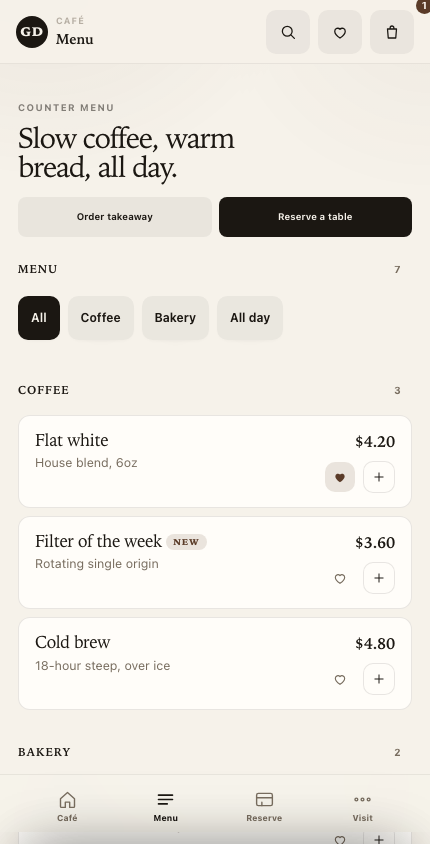 GD
CAFÉ
Menu
1
COUNTER MENU
Slow coffee, warm
bread, all day.
Order takeaway
Reserve a table
MENU
7
All
Coffee
Bakery
All day
COFFEE
3
Flat white
$4.20
House blend, 6oz
Filter of the week NEW
$3.60
Rotating single origin
Cold brew
$4.80
18-hour steep, over ice
BAKERY
2
Café
Menu
Reserve
Visit